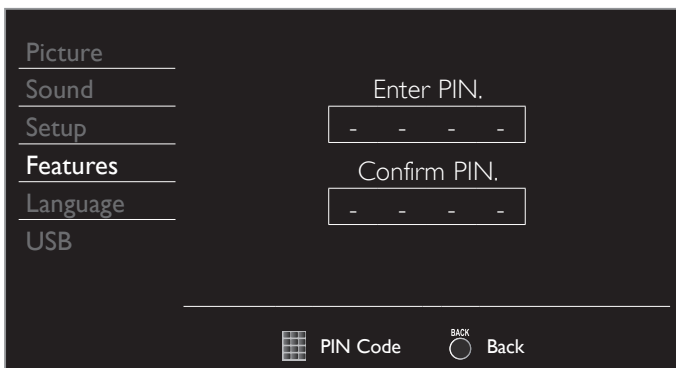 Picture
Sound
Setup
Features
Language
USB
Enter PIN.
- - - -
Confirm PIN.
- - - -
PIN Code BACK Back